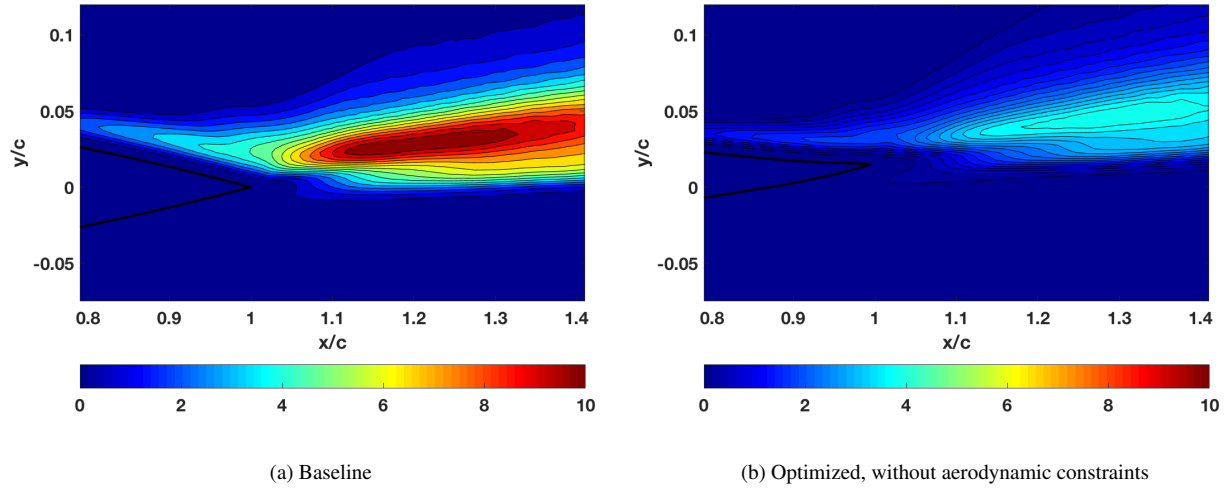 0.1
0.05
0
-0.05
y/c
0.8 0.9 1 1.1 1.2 1.3 1.4
x/c
0 2 4 6 8 10
(a) Baseline
0.1
0.05
0
-0.05
y/c
0.8 0.9 1 1.1 1.2 1.3 1.4
x/c
0 2 4 6 8 10
(b) Optimized, without aerodynamic constraints